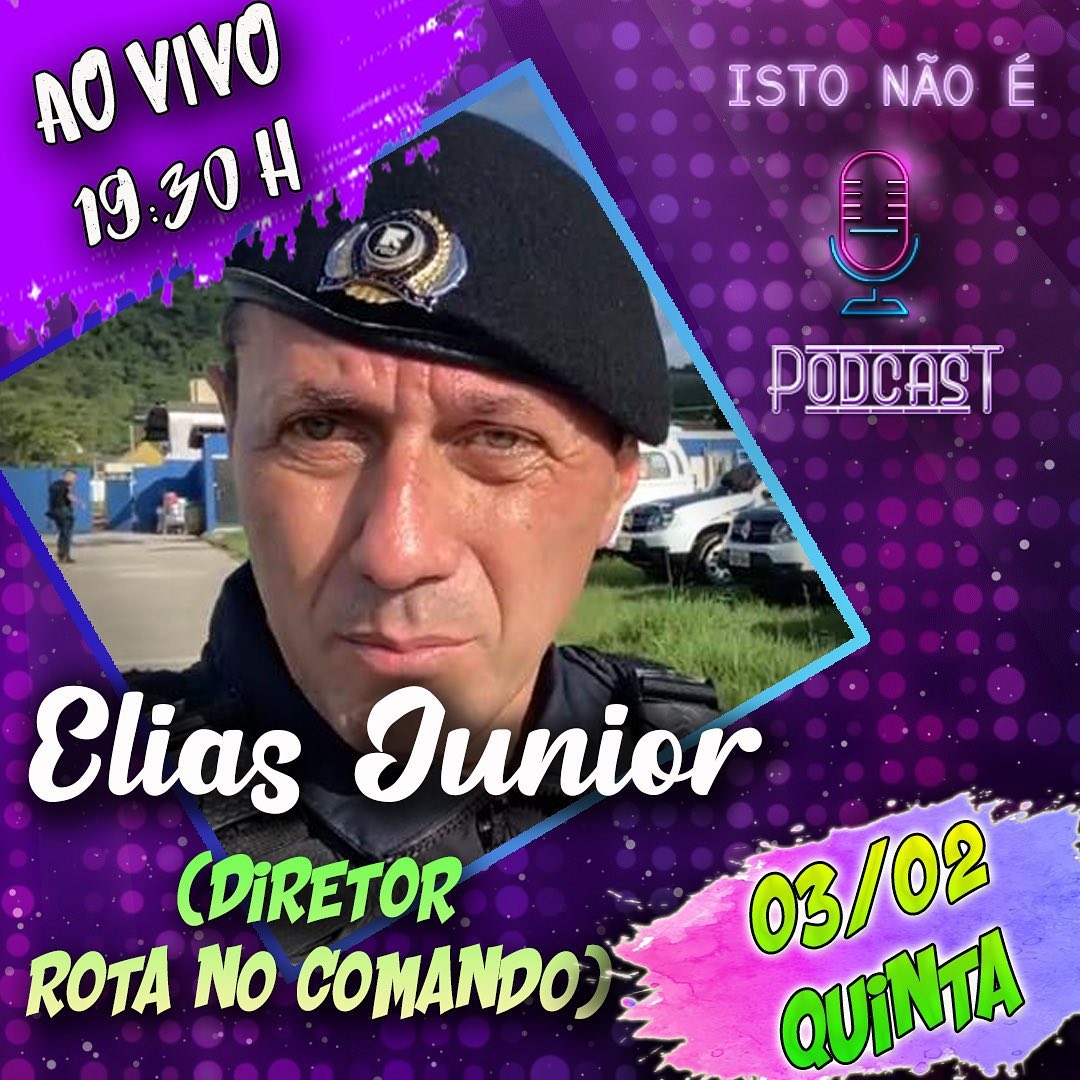 AO VIVO
19:30 H
ISTO NÃO É
PODCAST
Elias Junior
(DIRETOR
ROTA NO COMANDO)
03/02
QUINTA